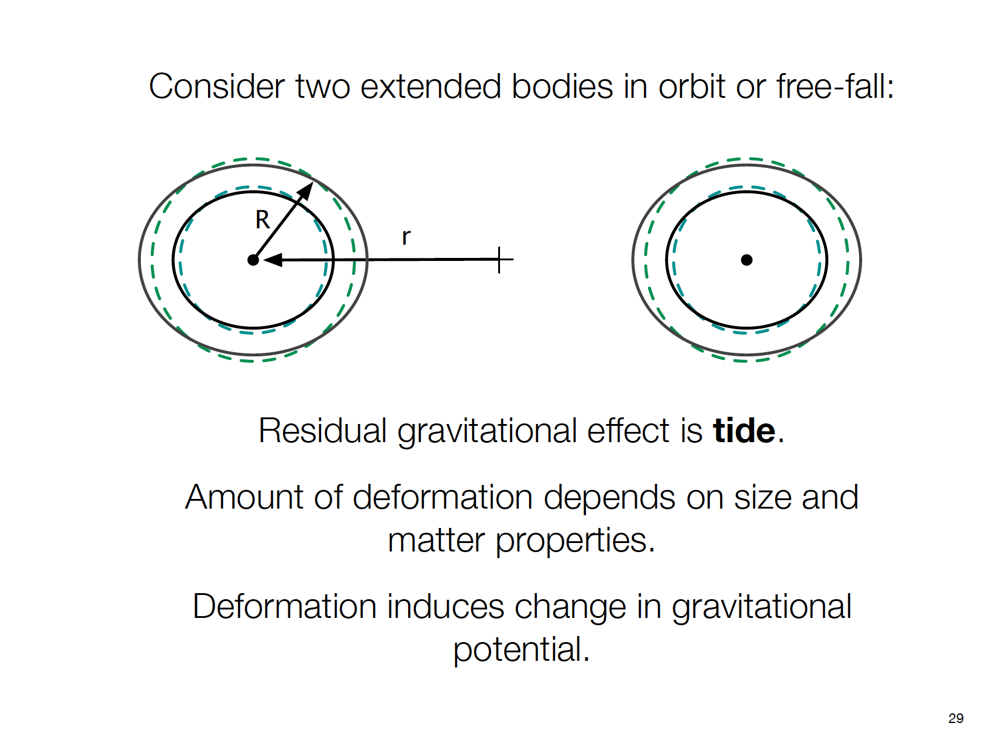 Consider two extended bodies in orbit or free-fall:
R
r
Residual gravitational effect is tide.
Amount of deformation depends on size and
matter properties.
Deformation induces change in gravitational
potential.
29